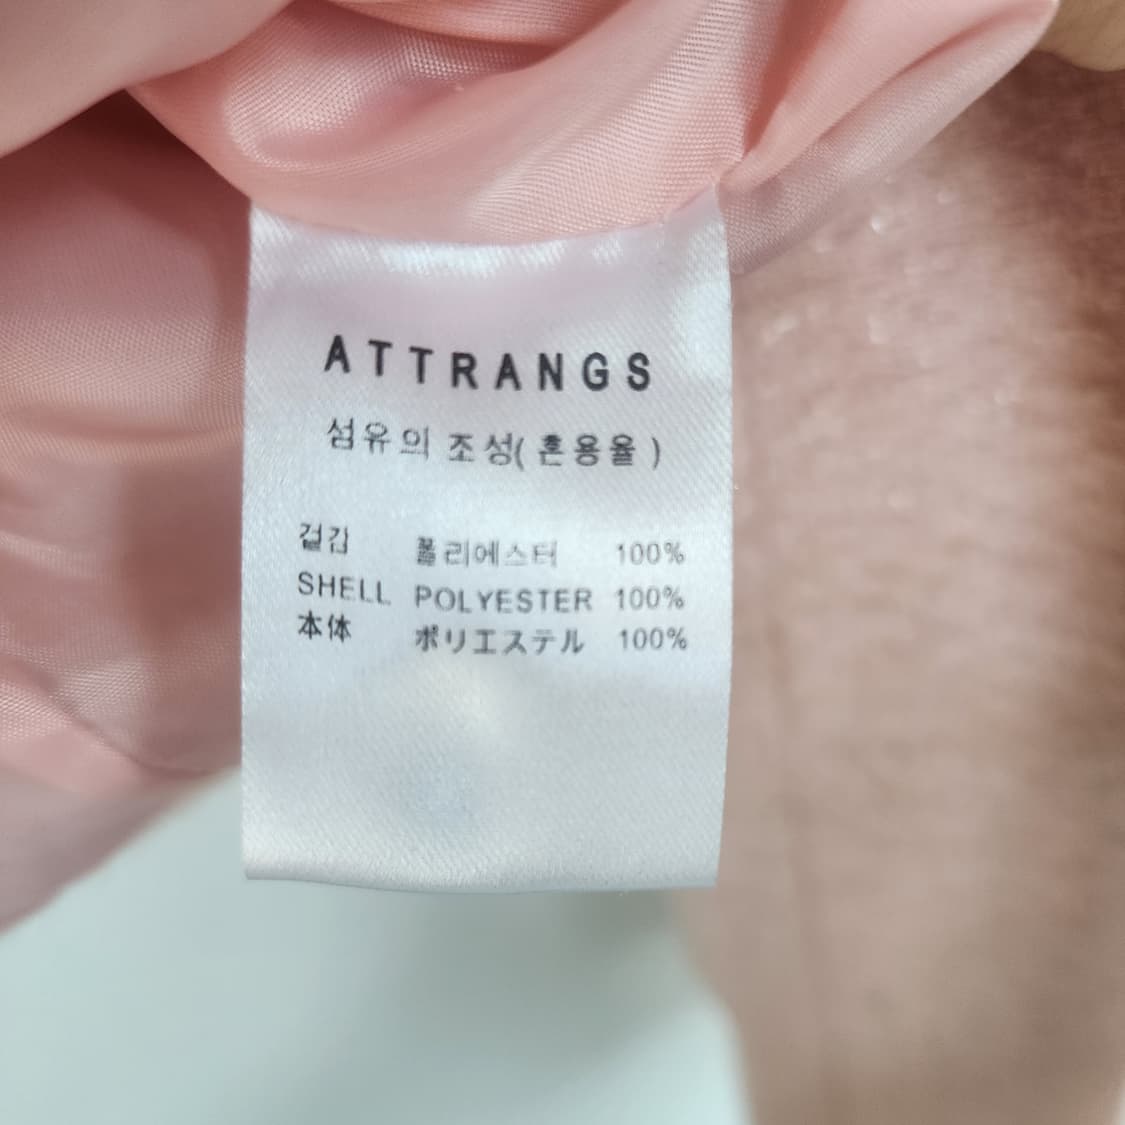 ATTRANGS
섬유의 조성(혼용율)
겉감 폴리에스터 100%
SHELL POLYESTER 100%
本体 ポリエステル 100%